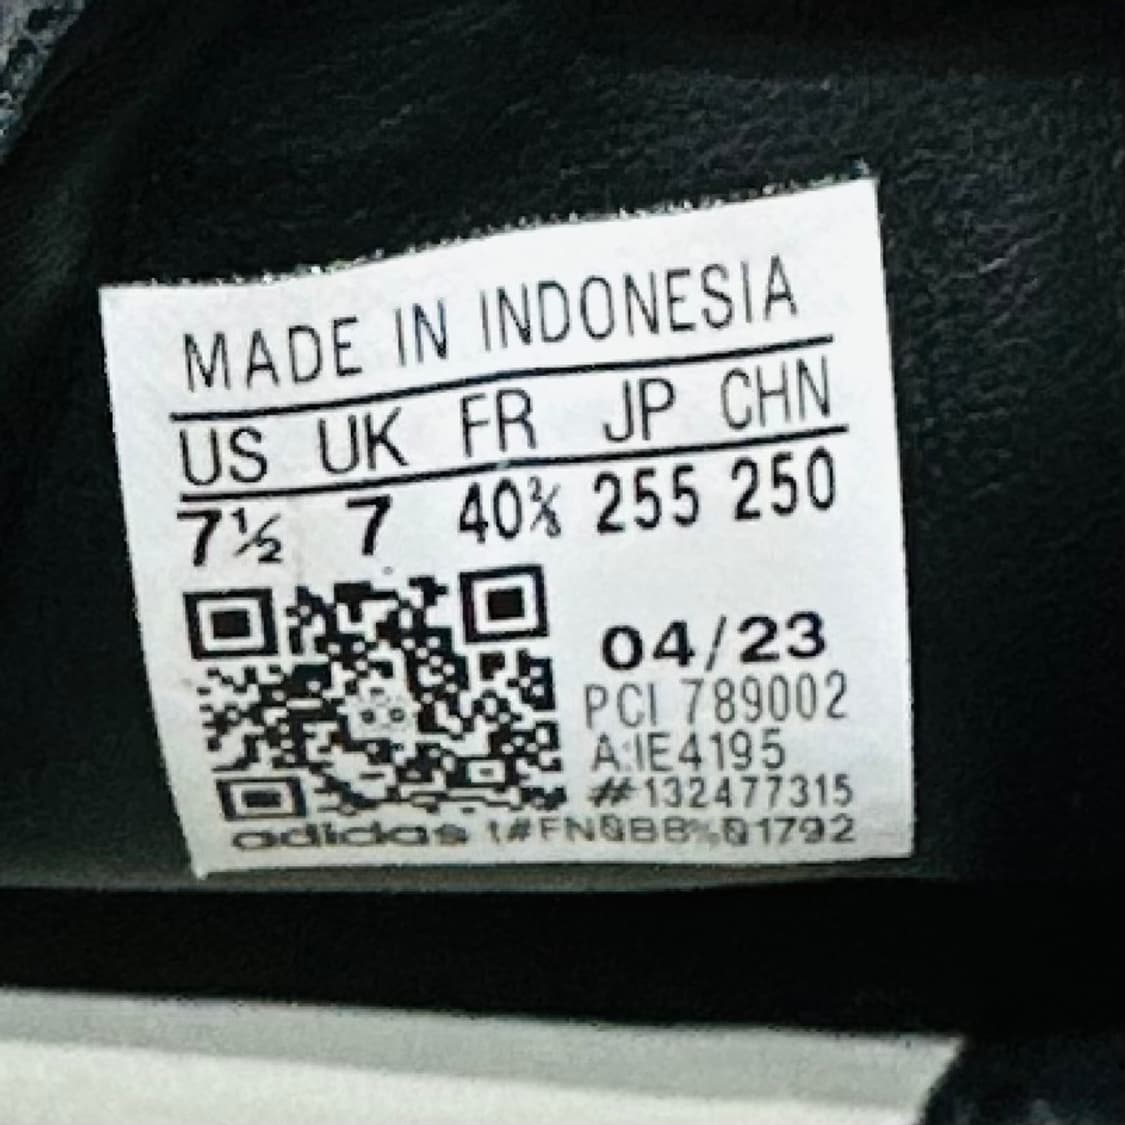 MADE IN INDONESIA
US UK FR JP CHN
7½ 7 40⅔ 255 250
04/23
PCI 789002
A:IE4195
#132477315
adidas